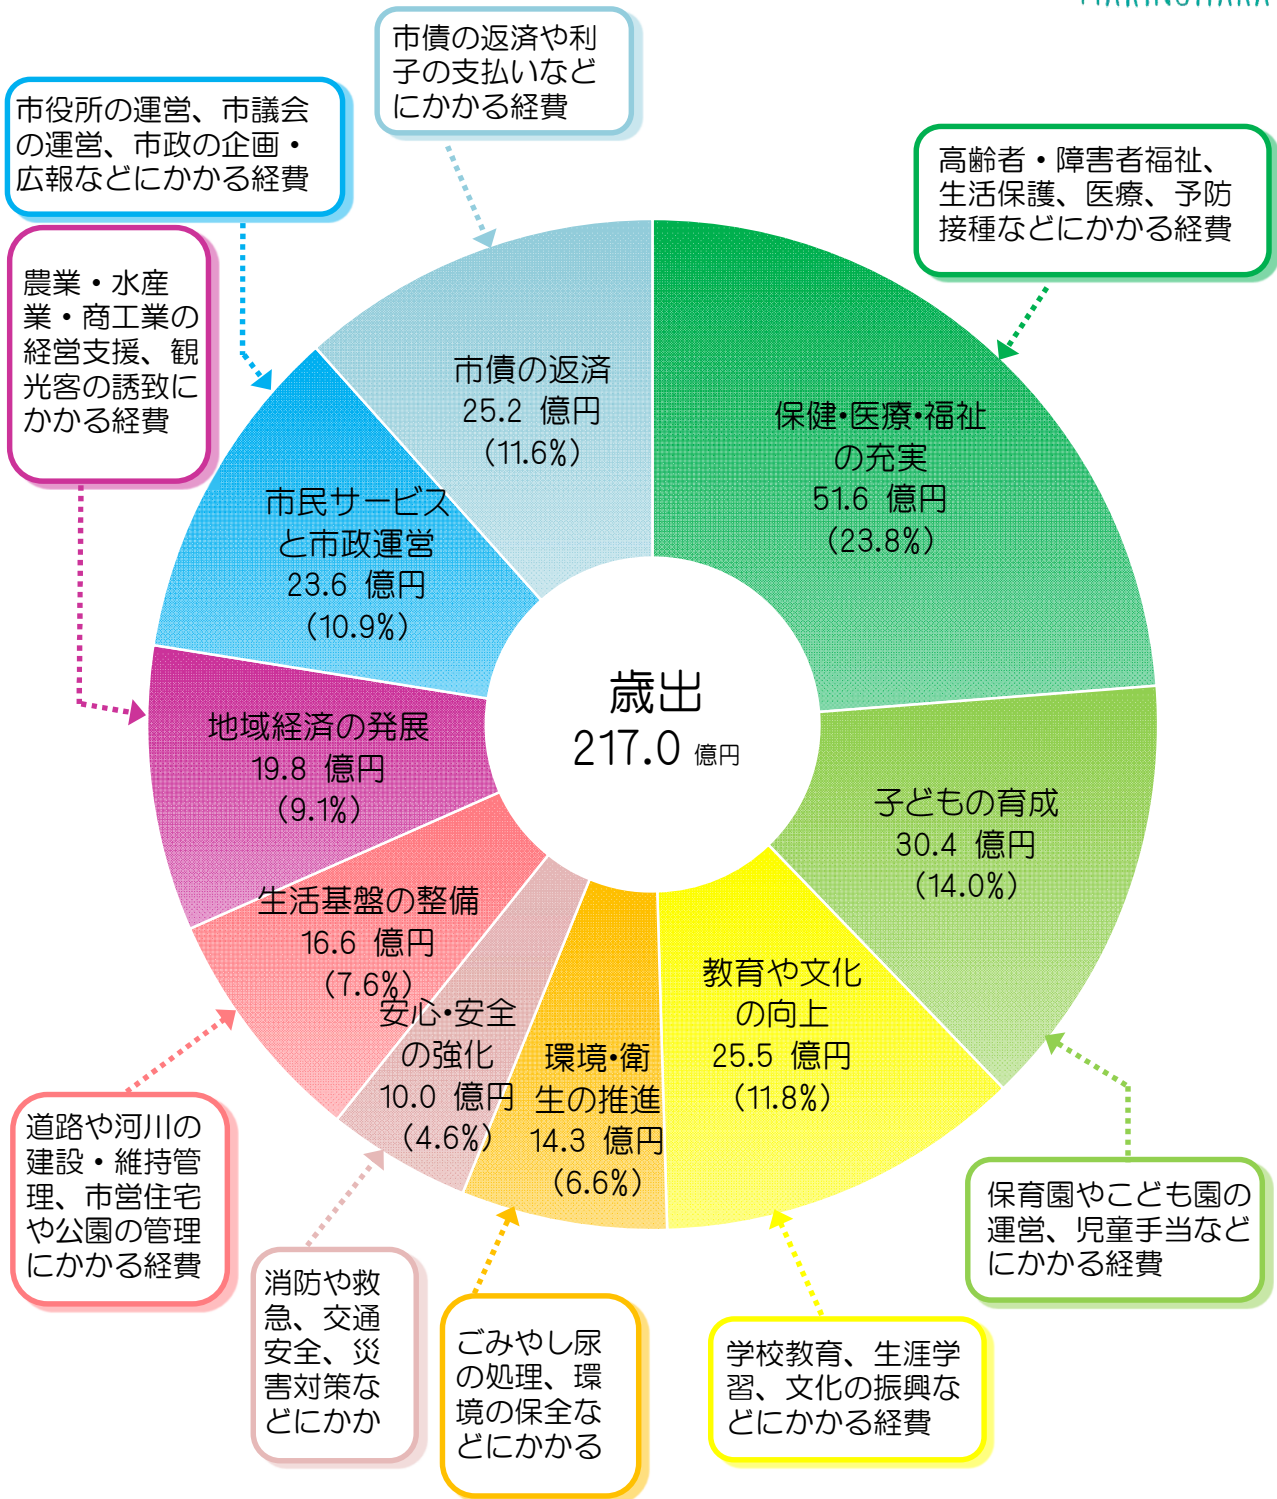 市債の返済や利
子の支払いなど
にかかる経費
市役所の運営、市議会
の運営、市政の企画・
広報などにかかる経費
高齢者・障害者福祉、
生活保護、医療、予防
接種などにかかる経費
農業・水産
業・商工業の
経営支援、観
光客の誘致に
かかる経費
市債の返済
25.2 億円
(11.6%)
保健・医療・福祉
の充実
51.6 億円
(23.8%)
市民サービス
と市政運営
23.6 億円
(10.9%)
歳出
217.0 億円
地域経済の発展
19.8 億円
(9.1%)
子どもの育成
30.4 億円
(14.0%)
生活基盤の整備
16.6 億円
(7.6%)
教育や文化
の向上
25.5 億円
(11.8%)
安心・安全
の強化
10.0 億円
(4.6%)
環境・衛
生の推進
14.3 億円
(6.6%)
道路や河川の
建設・維持管
理、市営住宅
や公園の管理
にかかる経費
保育園やこども園の
運営、児童手当など
にかかる経費
消防や救
急、交通
安全、災
害対策な
どにかか
ごみやし尿
の処理、環
境の保全な
どにかかる
学校教育、生涯学
習、文化の振興な
どにかかる経費